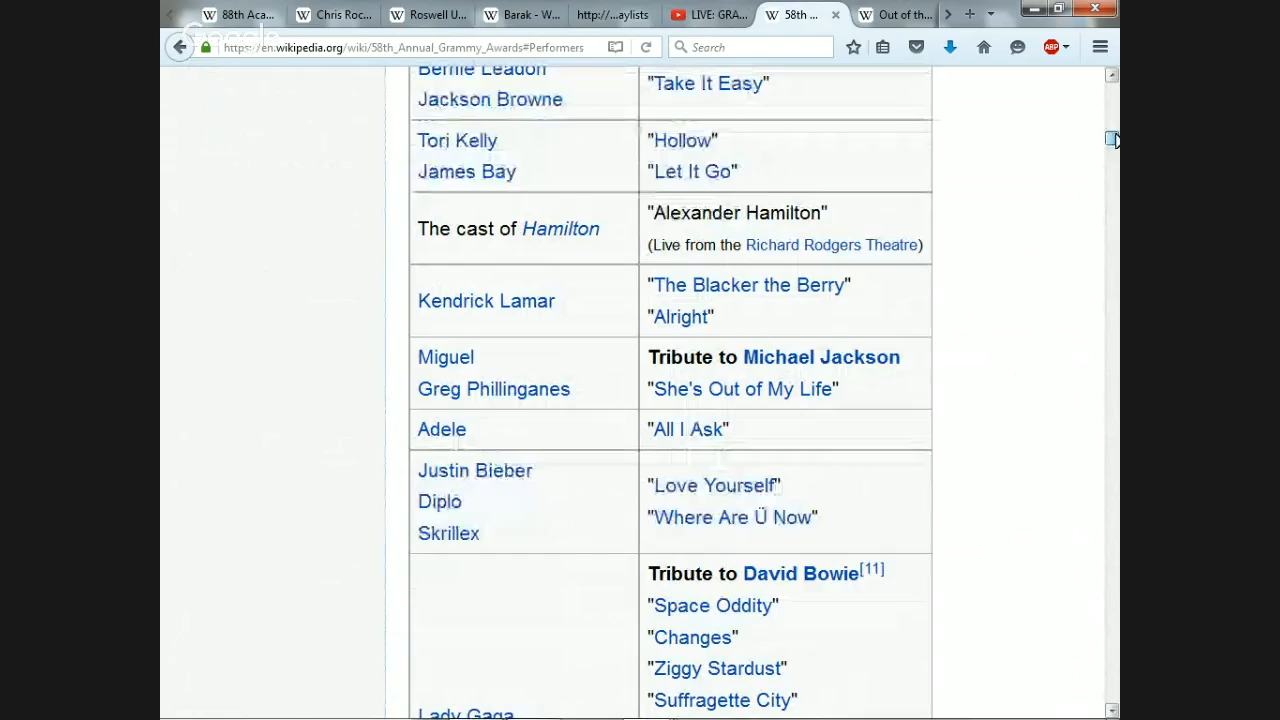 88th Aca...
Chris Roc...
Roswell U...
Barak - W...
http://...aylists
LIVE: GRA...
58th ...
Out of th...
Google
https://en.wikipedia.org/wiki/58th_Annual_Grammy_Awards#Performers
Search
ABP
Bernie Leadon
Jackson Browne
"Take It Easy"
Tori Kelly
James Bay
"Hollow"
"Let It Go"
The cast of Hamilton
"Alexander Hamilton"
(Live from the Richard Rodgers Theatre)
Kendrick Lamar
"The Blacker the Berry"
"Alright"
Miguel
Greg Phillinganes
Tribute to Michael Jackson
"She's Out of My Life"
Adele
"All I Ask"
Justin Bieber
Diplo
Skrillex
"Love Yourself"
"Where Are Ü Now"
Tribute to David Bowie[11]
"Space Oddity"
"Changes"
"Ziggy Stardust"
"Suffragette City"
Lady Gaga